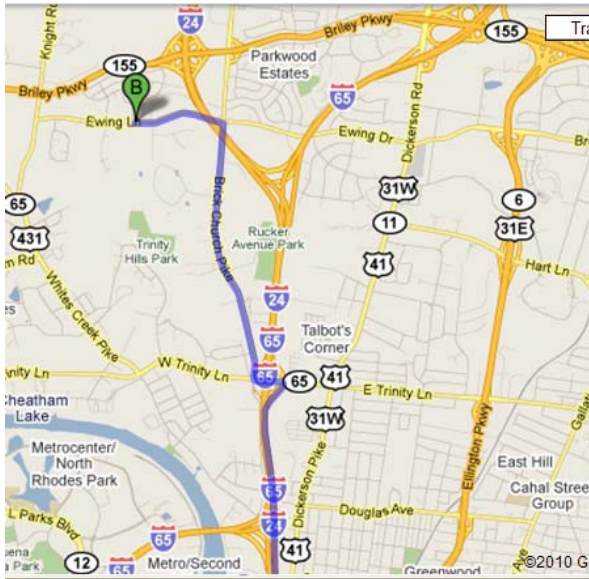 Knight Rd
24
Briley Pkwy
155
Tra
155
Parkwood
Estates
65
Dickerson Rd
Briley Pkwy
B
Ewing Ln
Ewing Dr
31W
6
65
11
31E
431
Brick Church Pike
Trinity
Hills Park
Rucker
Avenue Park
41
Hart Ln
Whites Creek Pike
24
65
Talbot's
Corner
W Trinity Ln
65
65
41
E Trinity Ln
31W
Cheatham
Lake
Metrocenter/
North
Rhodes Park
Dickerson Pike
Ellington Pkwy
East Hill
Cahal Stree
Group
65
24
Douglas Ave
L Parks Blvd
65
41
12
65
Metro/Second
Greenwood
Ave
©2010 G